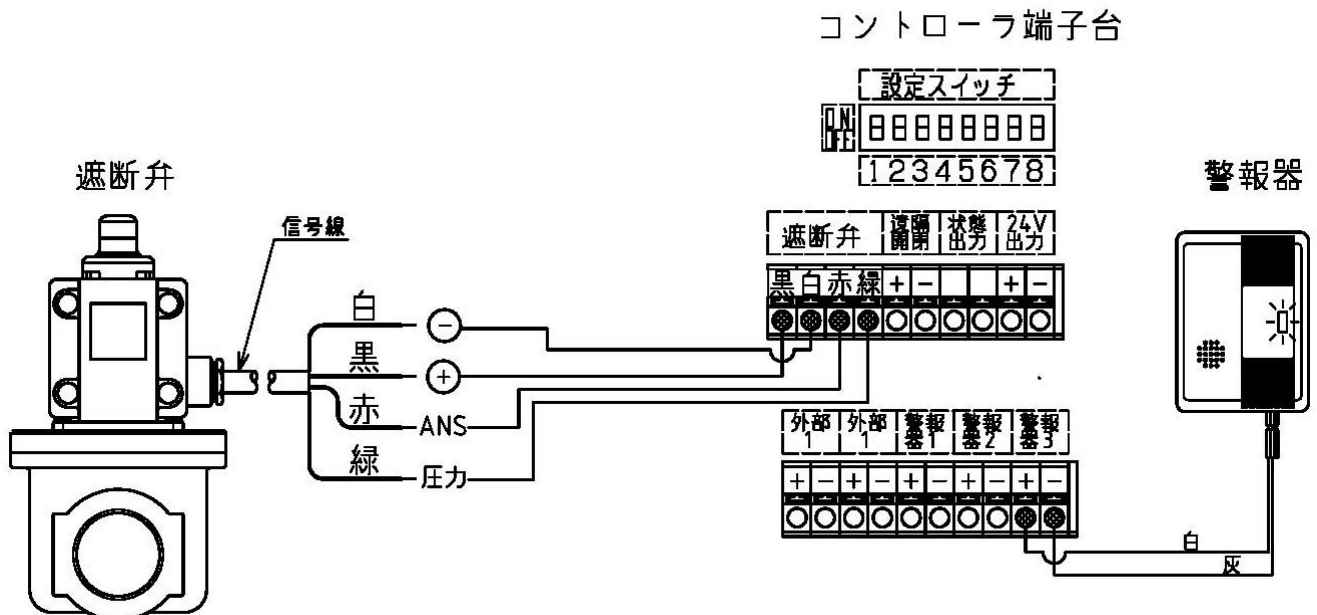 コントローラ端子台
設定スイッチ
ON
OFF
12345678
遮断弁
信号線
警報器
遮断弁 遠隔開閉 状態出力 24V出力
黒 白 赤 緑 + - + -
白 -
黒 +
赤 ANS
緑 圧力
外部1 外部1 警報器1 警報器2 警報器3
+ - + - + - + - + -
白
灰